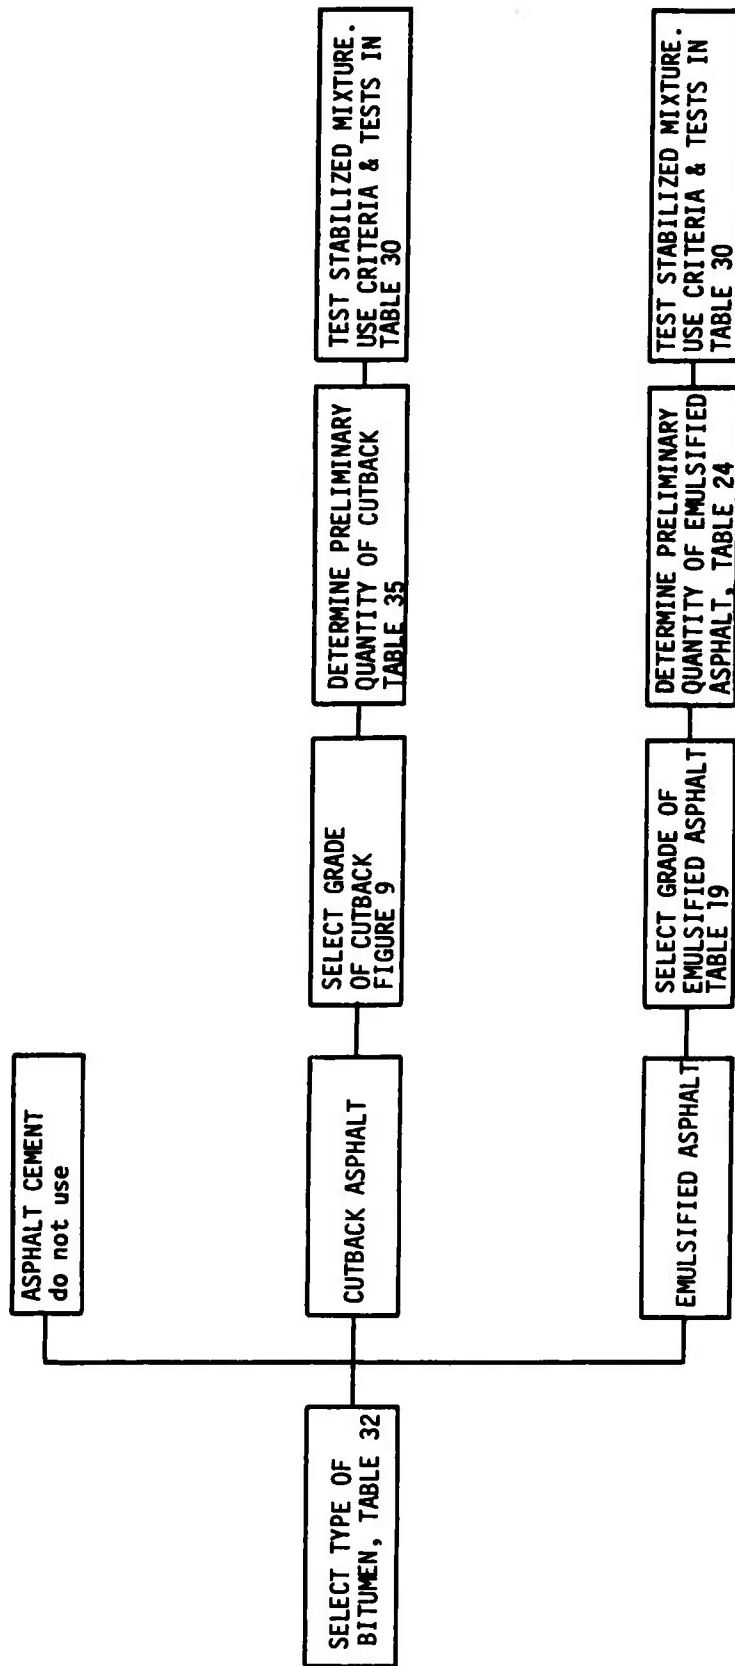 SELECT TYPE OF
BITUMEN, TABLE 32
ASPHALT CEMENT
do not use
CUTBACK ASPHALT
SELECT GRADE
OF CUTBACK
FIGURE 9
DETERMINE PRELIMINARY
QUANTITY OF CUTBACK
TABLE 35
TEST STABILIZED MIXTURE.
USE CRITERIA & TESTS IN
TABLE 30
EMULSIFIED ASPHALT
SELECT GRADE OF
EMULSIFIED ASPHALT
TABLE 19
DETERMINE PRELIMINARY
QUANTITY OF EMULSIFIED
ASPHALT, TABLE 24
TEST STABILIZED MIXTURE.
USE CRITERIA & TESTS IN
TABLE 30